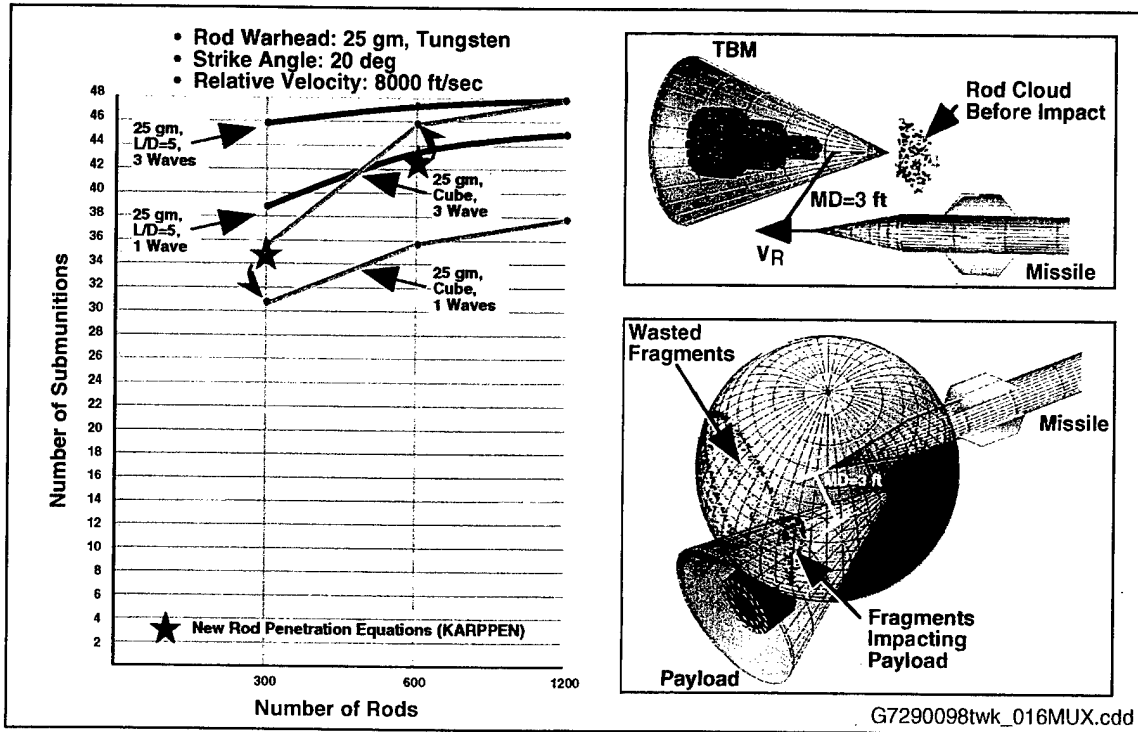 • Rod Warhead: 25 gm, Tungsten
• Strike Angle: 20 deg
• Relative Velocity: 8000 ft/sec
Number of Submunitions
48
46
44
42
40
38
36
34
32
30
28
26
24
22
20
18
16
14
12
10
8
6
4
2
25 gm,
L/D=5,
3 Waves
25 gm,
L/D=5,
1 Wave
25 gm,
Cube,
3 Wave
25 gm,
Cube,
1 Waves
New Rod Penetration Equations (KARPPEN)
300
600
1200
Number of Rods
TBM
Rod Cloud
Before Impact
MD=3 ft
VR
Missile
Wasted
Fragments
Missile
MD=3 ft
Fragments
Impacting
Payload
Payload
G7290098twk_016MUX.cdd